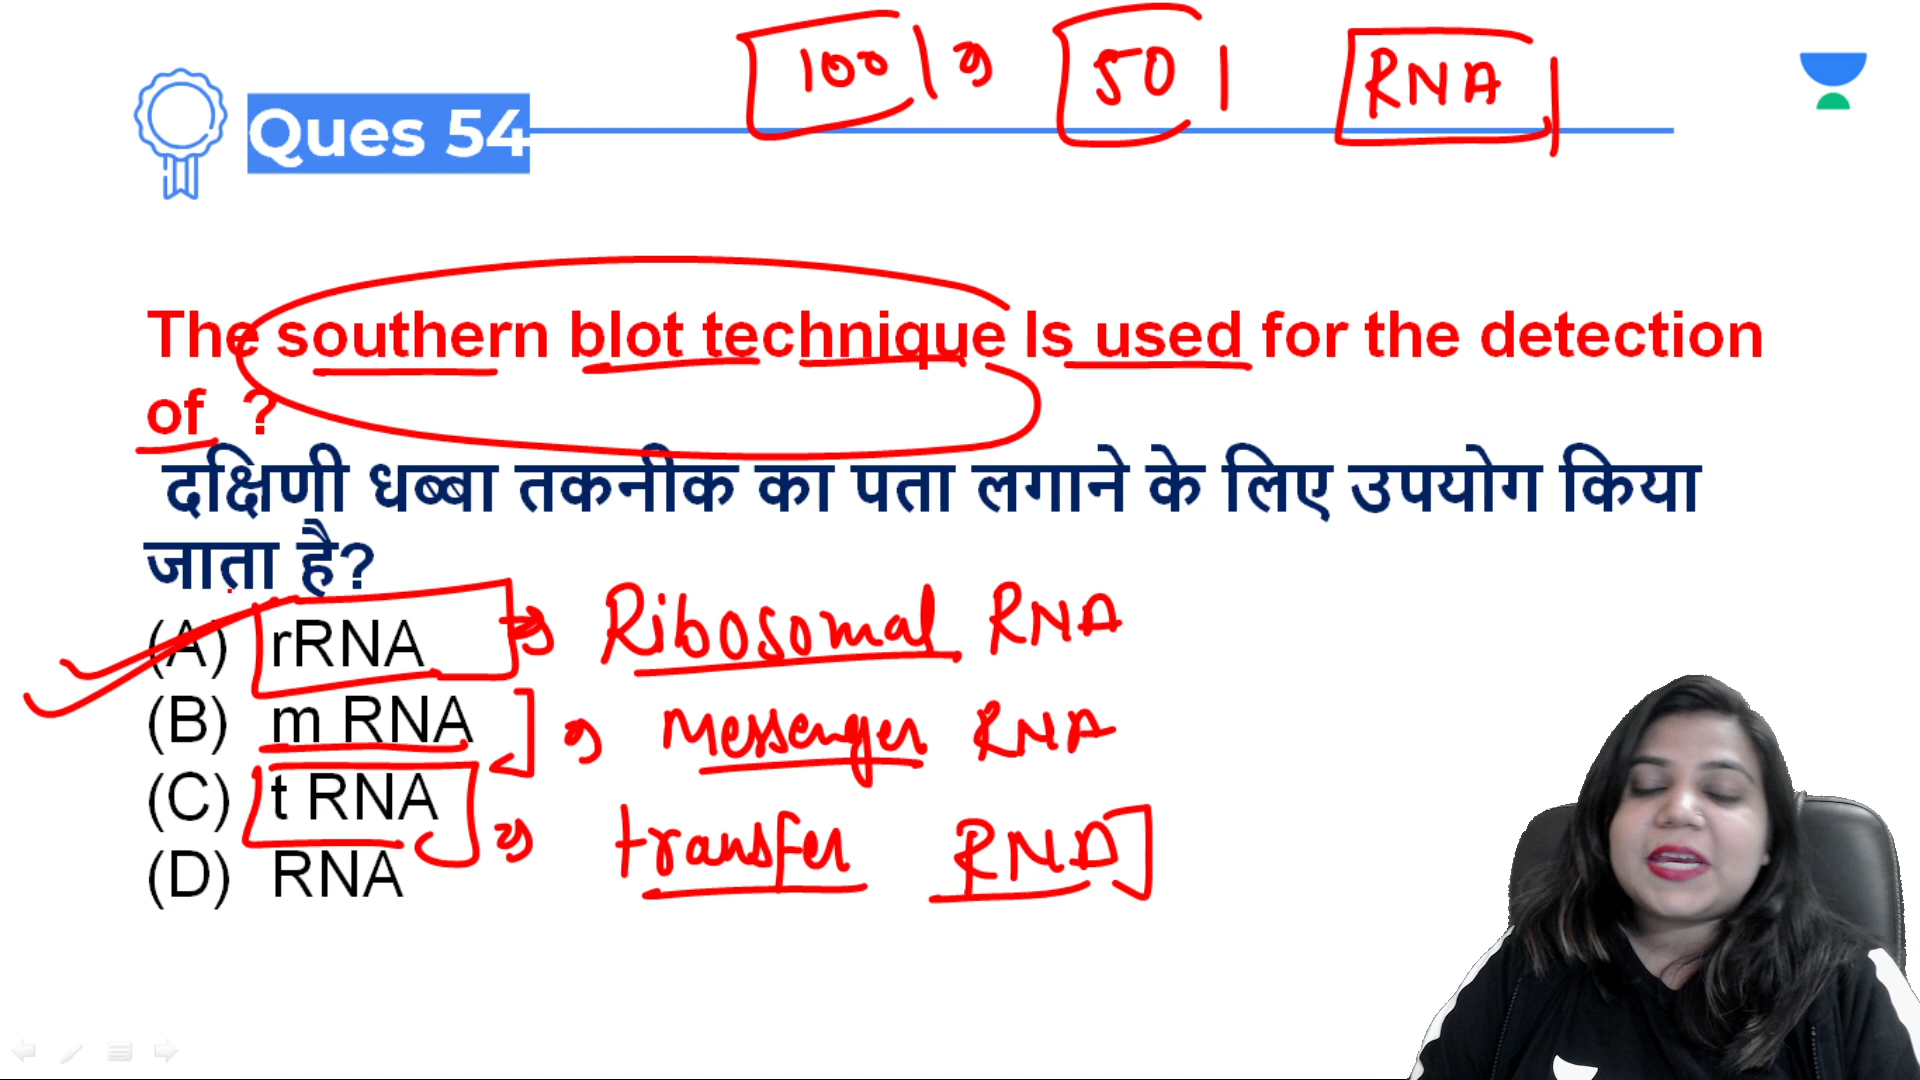 100 50 RNA
Ques 54
The southern blot technique Is used for the detection
of ?
दक्षिणी धब्बा तकनीक का पता लगाने के लिए उपयोग किया
जाता है?
(A) rRNA Ribosomal RNA
(B) m RNA Messenger RNA
(C) t RNA transfer RNA
(D) RNA